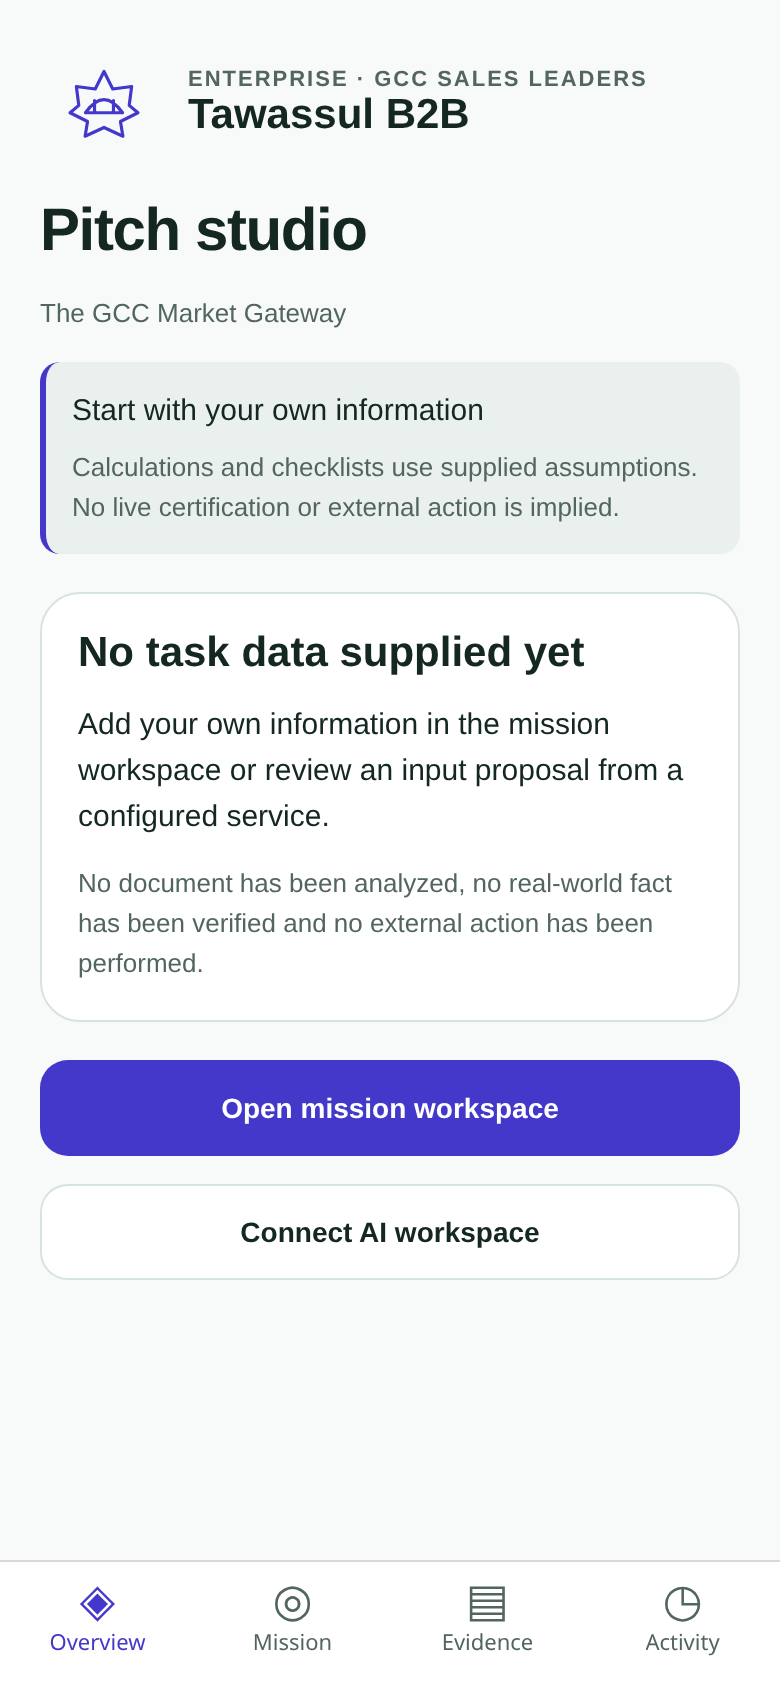 ENTERPRISE · GCC SALES LEADERS
Tawassul B2B
Pitch studio
The GCC Market Gateway
Start with your own information
Calculations and checklists use supplied assumptions.
No live certification or external action is implied.
No task data supplied yet
Add your own information in the mission
workspace or review an input proposal from a
configured service.
No document has been analyzed, no real-world fact
has been verified and no external action has been
performed.
Open mission workspace
Connect AI workspace
Overview
Mission
Evidence
Activity